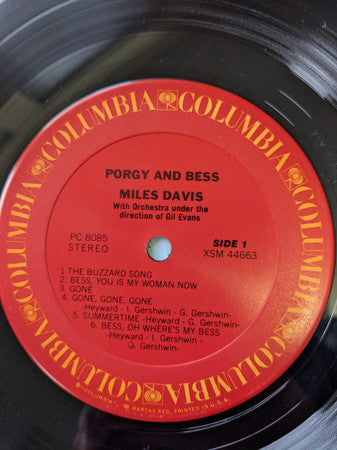 COLUMBIA COLUMBIA COLUMBIA COLUMBIA COLUMBIA COLUMBIA
PORGY AND BESS
MILES DAVIS
With Orchestra under the
direction of Gil Evans
PC 8085
STEREO
SIDE 1
XSM 44663
1 THE BUZZARD SONG
2. BESS, YOU IS MY WOMAN NOW
3. GONE
4. GONE, GONE, GONE
-Heyward - I. Gershwin - G. Gershwin-
5. SUMMERTIME -Heyward - G. Gershwin-
6. BESS, OH WHERE'S MY BESS
-Heyward - I. Gershwin -
G. Gershwin-
"COLUMBIA", MARCAS REG. PRINTED IN U.S.A.